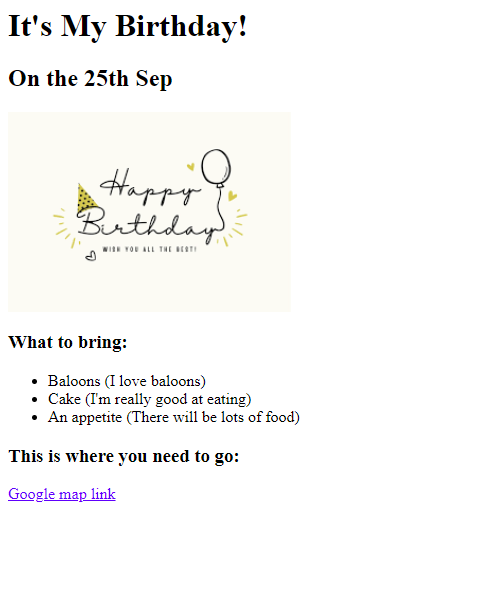 It's My Birthday!
On the 25th Sep
Happy
Birthday
WISH YOU ALL THE BEST!
What to bring:
Baloons (I love baloons)
Cake (I'm really good at eating)
An appetite (There will be lots of food)
This is where you need to go:
Google map link